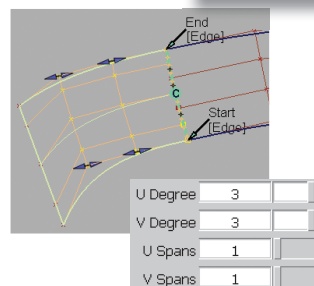 End
[Edge]
C
Start
[Edge]
U Degree 3
V Degree 3
U Spans 1
V Spans 1